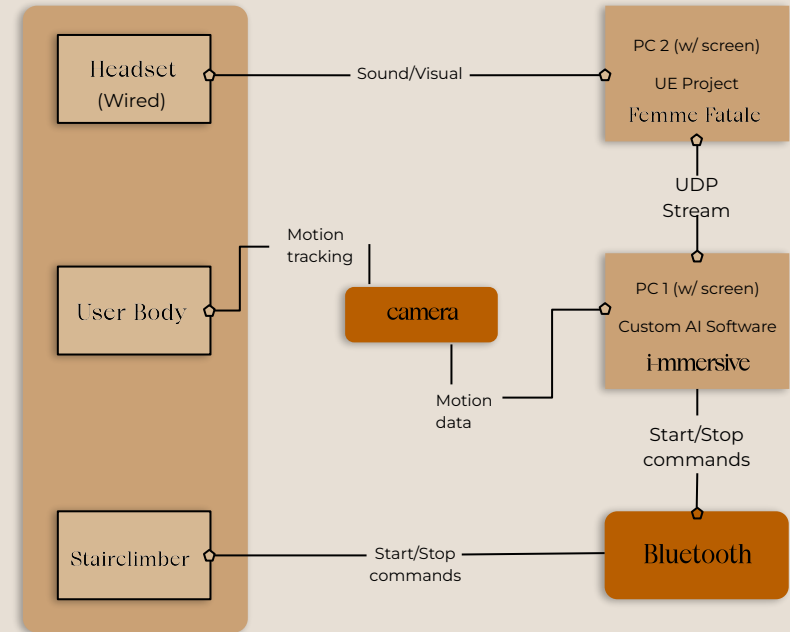 Headset
(Wired)
Sound/Visual
PC 2 (w/ screen)
UE Project
Femme Fatale
UDP
Stream
Motion
tracking
User Body
camera
PC 1 (w/ screen)
Custom AI Software
i-mmersive
Motion
data
Start/Stop
commands
Stairclimber
Start/Stop
commands
Bluetooth